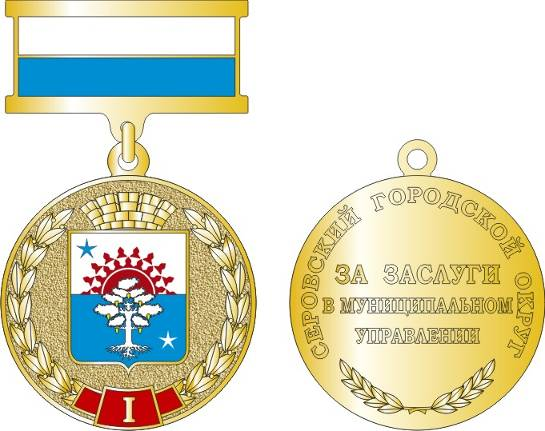 I
СЕРОВСКИЙ ГОРОДСКОЙ ОКРУГ
ЗА ЗАСЛУГИ
В МУНИЦИПАЛЬНОМ
УПРАВЛЕНИИ